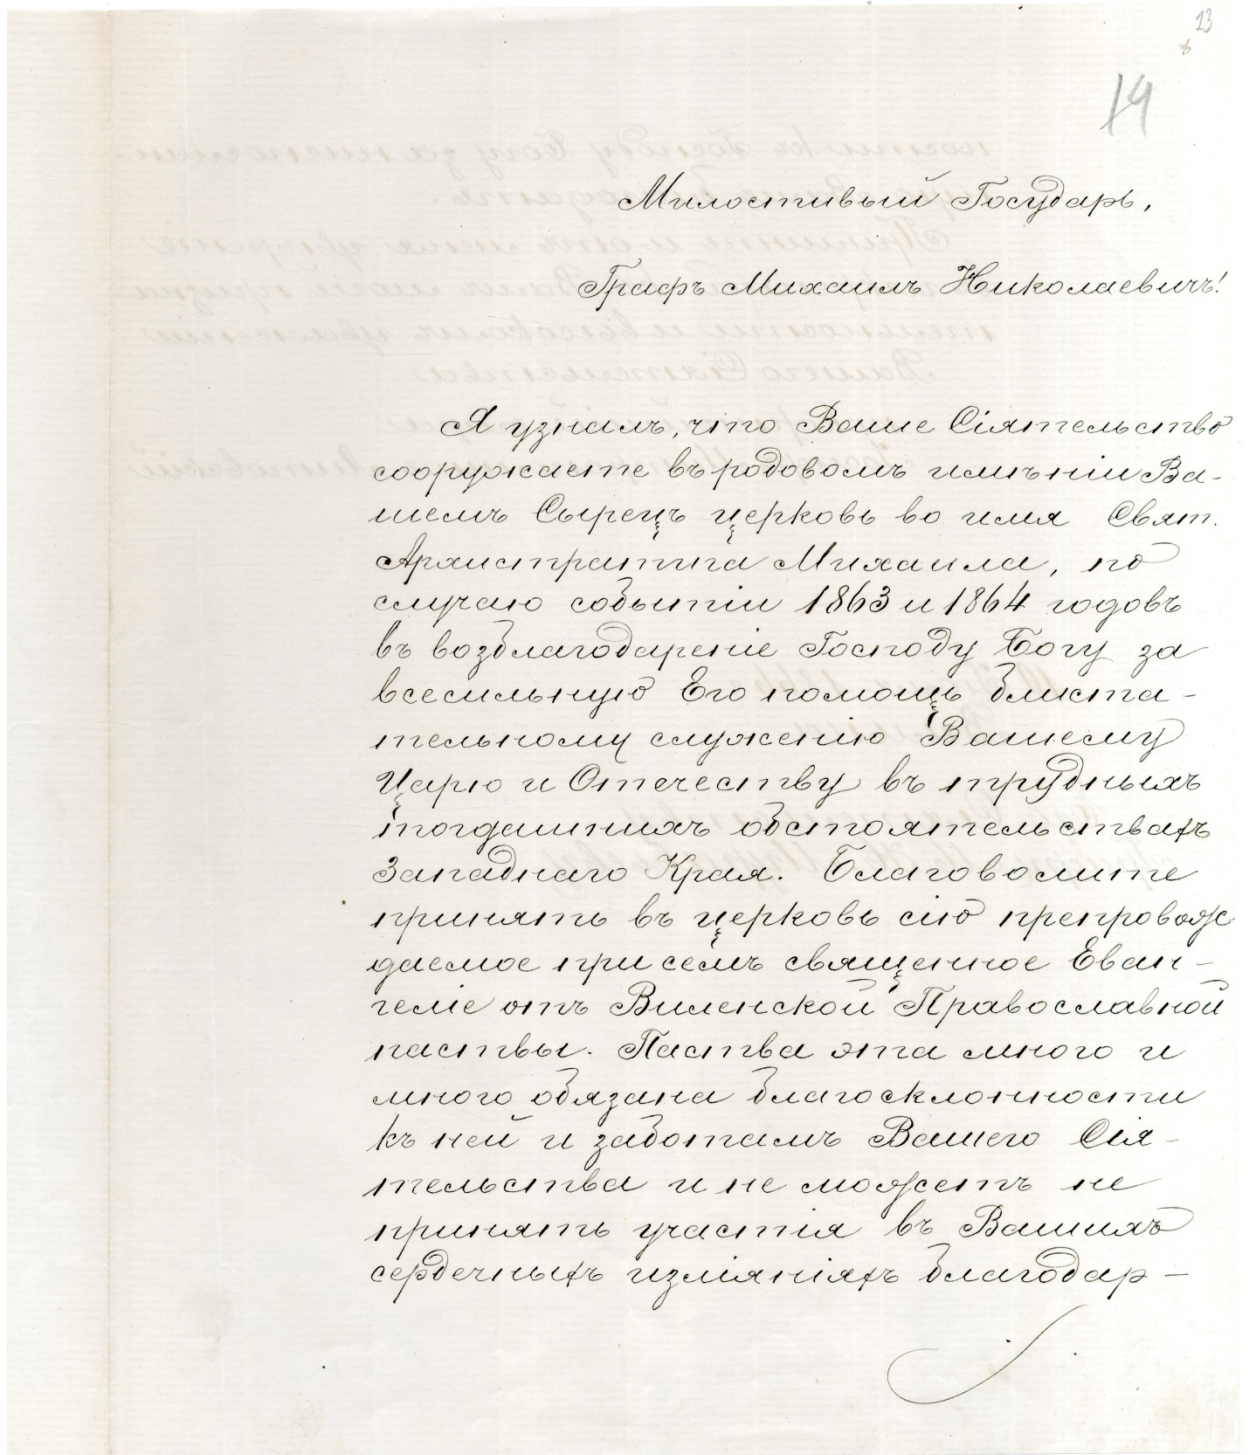 13
19
Милостивый Государь,
Графъ Михаилъ Николаевичъ!
Я узналъ, что Ваше Сіятельство
сооружаете въ родовомъ имѣніи Ва-
шемъ Сырецъ церковь во имя Свят.
Архистратига Михаила, по
случаю событіи 1863 и 1864 годовъ
въ возблагодареніе Господу Богу за
всесильную Его помощь блиста-
тельному служенію Вашему
Царю и Отечеству въ трудныхъ
тогдашнихъ обстоятельствахъ
Западнаго Края. Благоволите
принять въ церковь сію препровож
даемое при семъ священное Еван-
геліе отъ Виленской Православной
паствы. Паства эта много и
много обязана благосклонности
къ ней и заботамъ Вашего Сія-
тельства и не можетъ не
принять участія въ Вашихъ
сердечныхъ изліяніяхъ благодар-